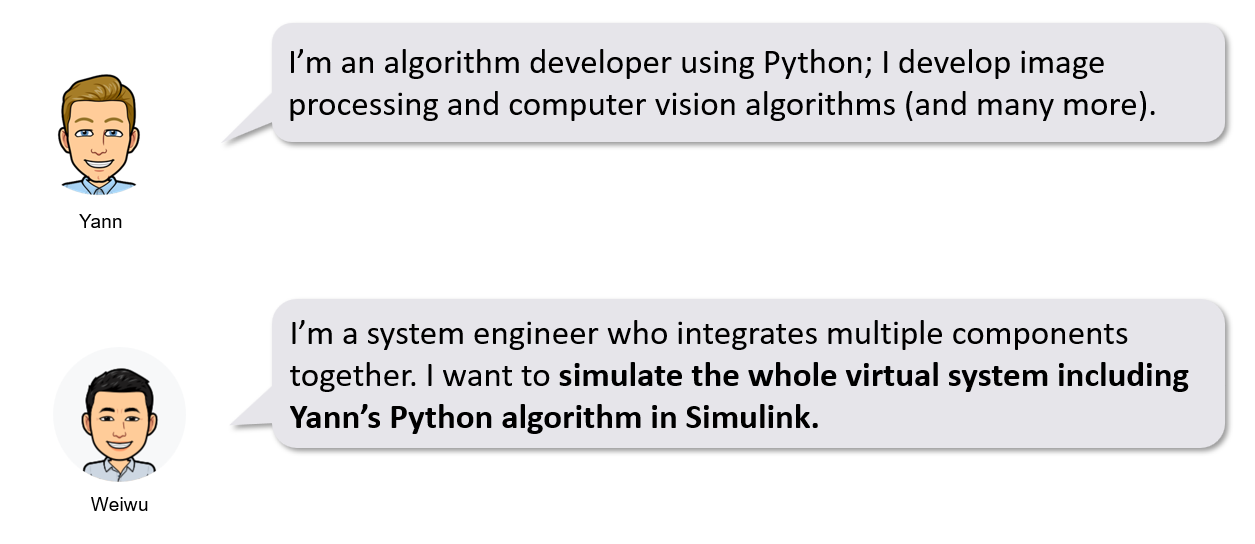 I’m an algorithm developer using Python; I develop image
processing and computer vision algorithms (and many more).
Yann
I’m a system engineer who integrates multiple components
together. I want to simulate the whole virtual system including
Yann’s Python algorithm in Simulink.
Weiwu